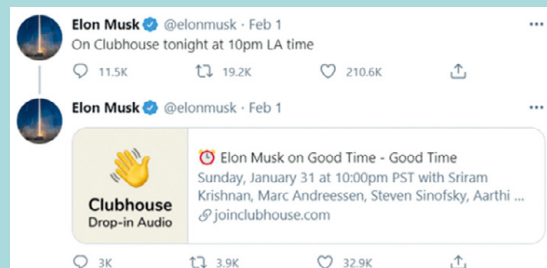 Elon Musk @elonmusk · Feb 1
On Clubhouse tonight at 10pm LA time
11.5K 19.2K 210.6K
Elon Musk @elonmusk · Feb 1
Clubhouse
Drop-in Audio
⏰ Elon Musk on Good Time - Good Time
Sunday, January 31 at 10:00pm PST with Sriram
Krishnan, Marc Andreessen, Steven Sinofsky, Aarthi ...
joinclubhouse.com
3K 3.9K 32.9K